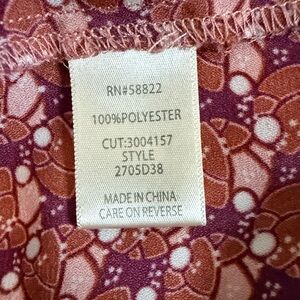 RN#58822
100%POLYESTER
CUT:3004157
STYLE
2705D38
MADE IN CHINA
CARE ON REVERSE